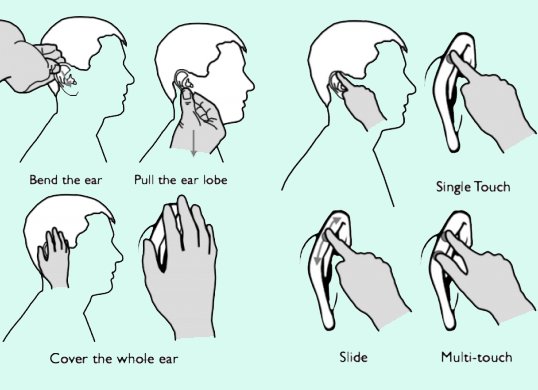 Bend the ear
Pull the ear lobe
Single Touch
Cover the whole ear
Slide
Multi-touch